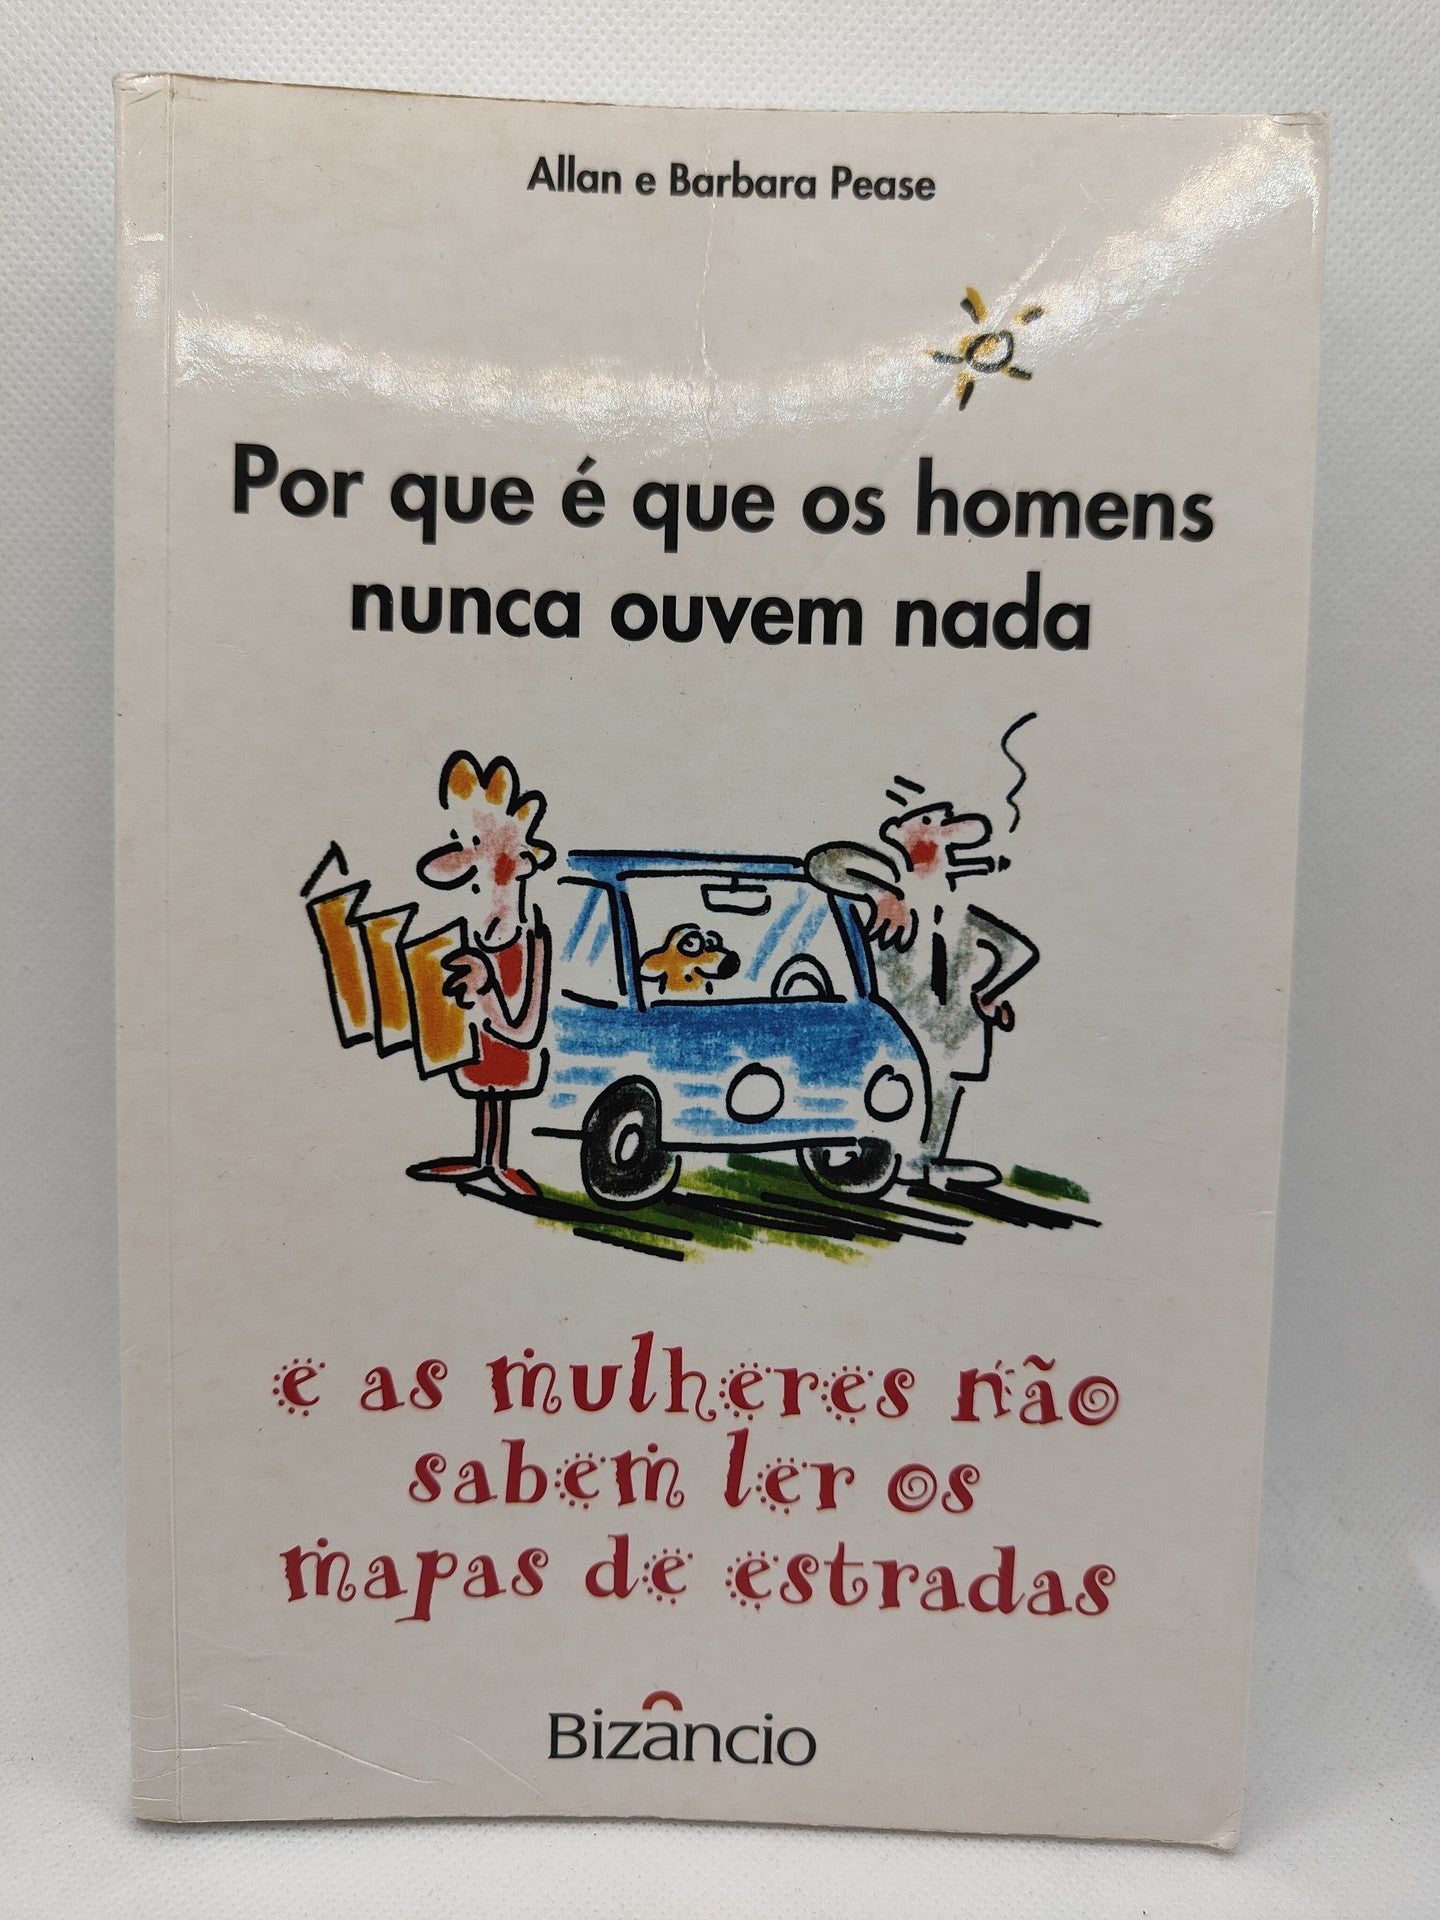 Allan e Barbara Pease
Por que é que os homens
nunca ouvem nada
e as mulheres não
sabem ler os
mapas de estradas
Bizâncio